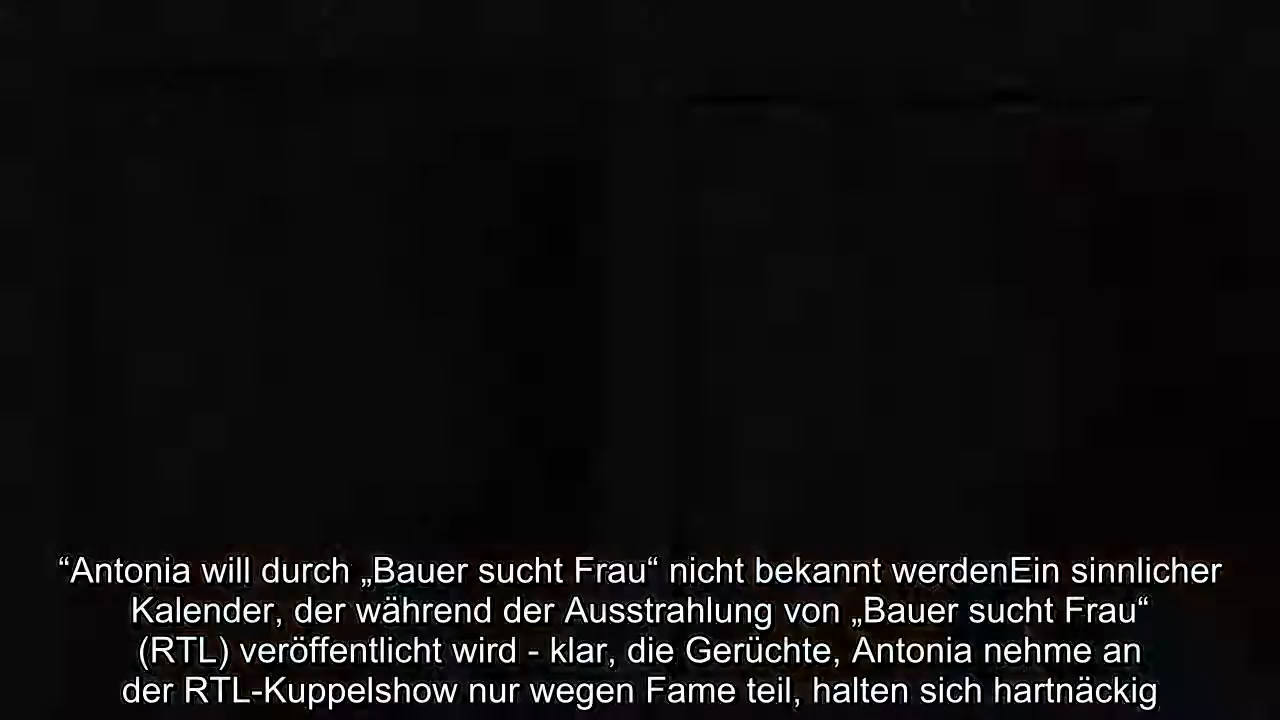 “Antonia will durch „Bauer sucht Frau“ nicht bekannt werdenEin sinnlicher
Kalender, der während der Ausstrahlung von „Bauer sucht Frau“
(RTL) veröffentlicht wird - klar, die Gerüchte, Antonia nehme an
der RTL-Kuppelshow nur wegen Fame teil, halten sich hartnäckig